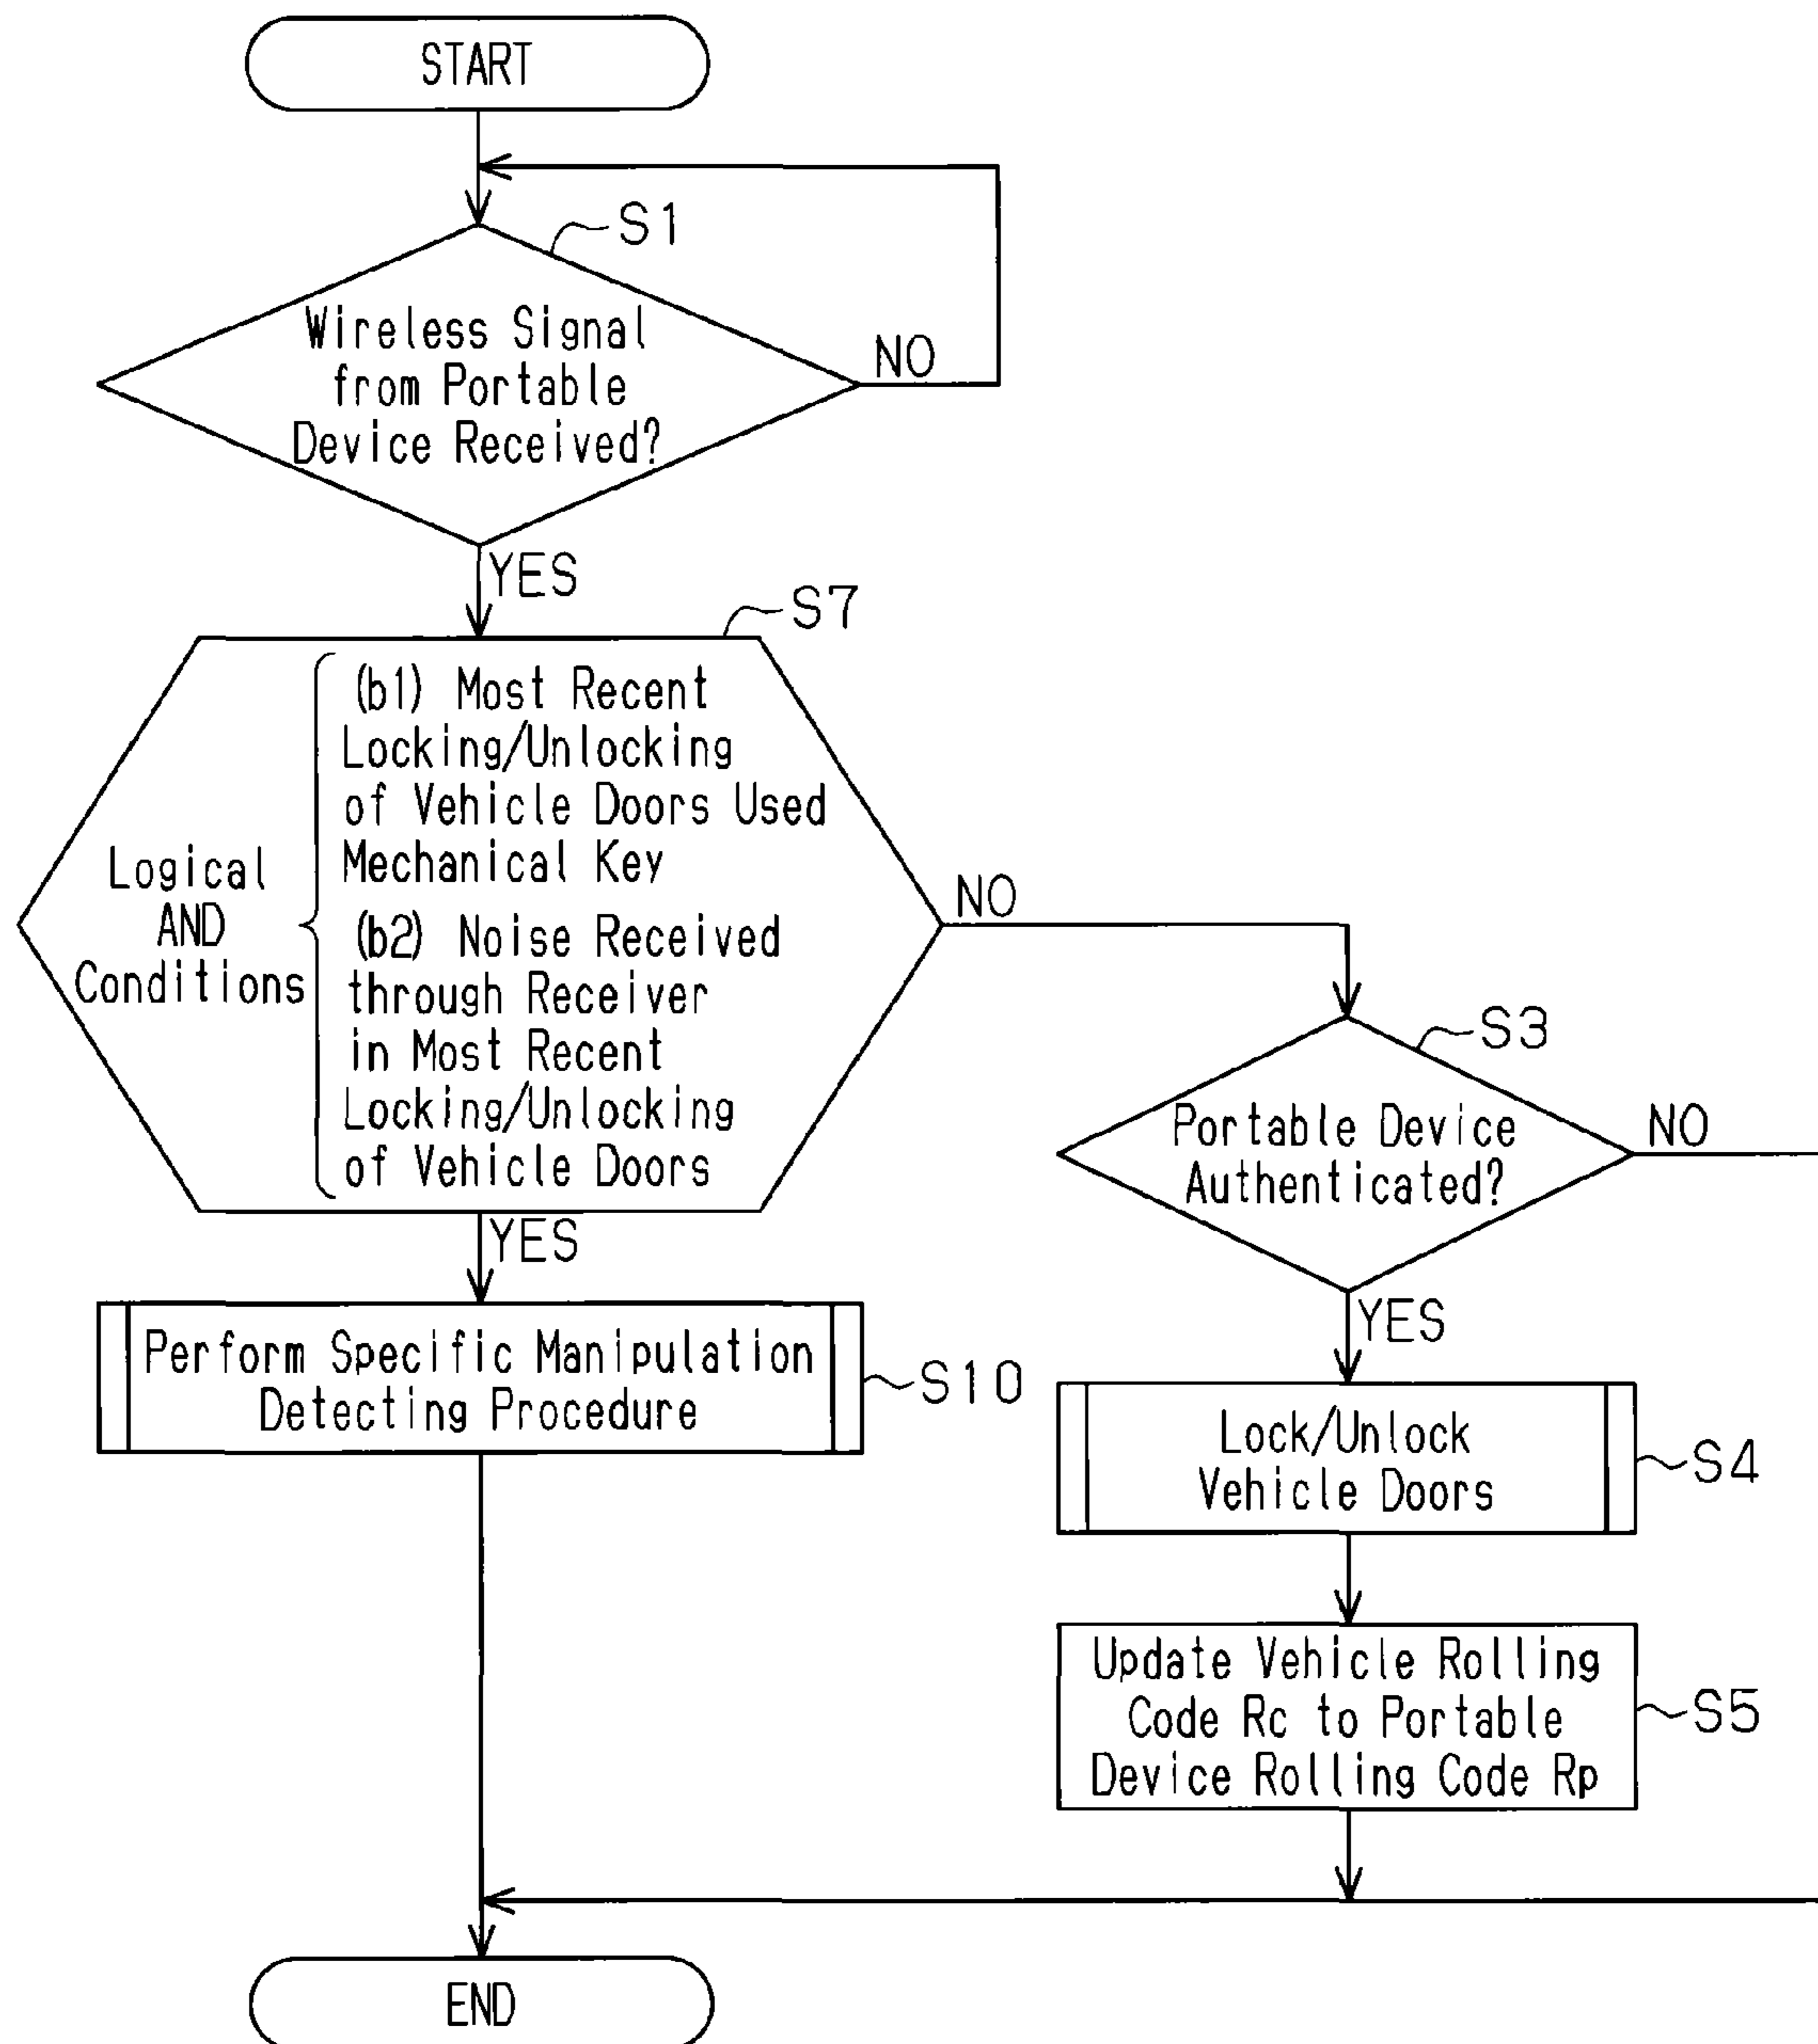 START
S1
Wireless Signal
from Portable
Device Received?
NO
YES
S7
Logical
AND
Conditions
(b1) Most Recent
Locking/Unlocking
of Vehicle Doors Used
Mechanical Key
(b2) Noise Received
through Receiver
in Most Recent
Locking/Unlocking
of Vehicle Doors
NO
YES
S3
Portable Device
Authenticated?
NO
YES
Perform Specific Manipulation
Detecting Procedure
S10
Lock/Unlock
Vehicle Doors
S4
Update Vehicle Rolling
Code Rc to Portable
Device Rolling Code Rp
S5
END